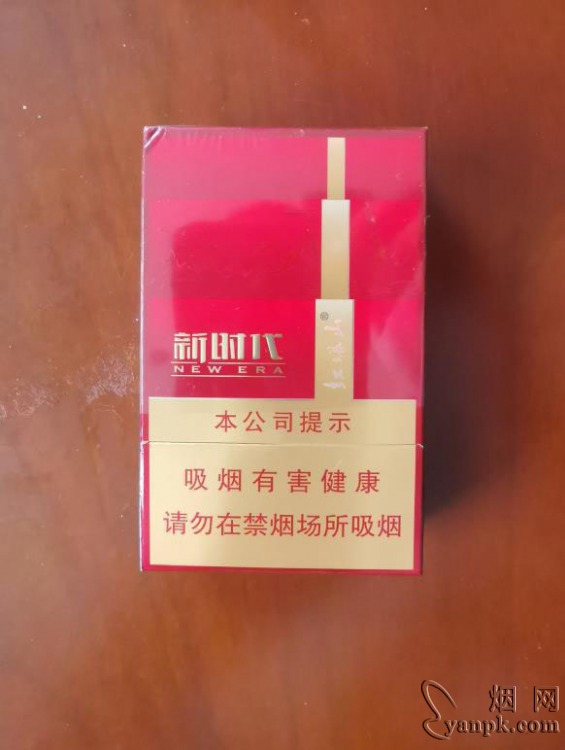 新时代
NEW ERA
本公司提示
吸烟有害健康
请勿在禁烟场所吸烟
烟网
yanpk.com